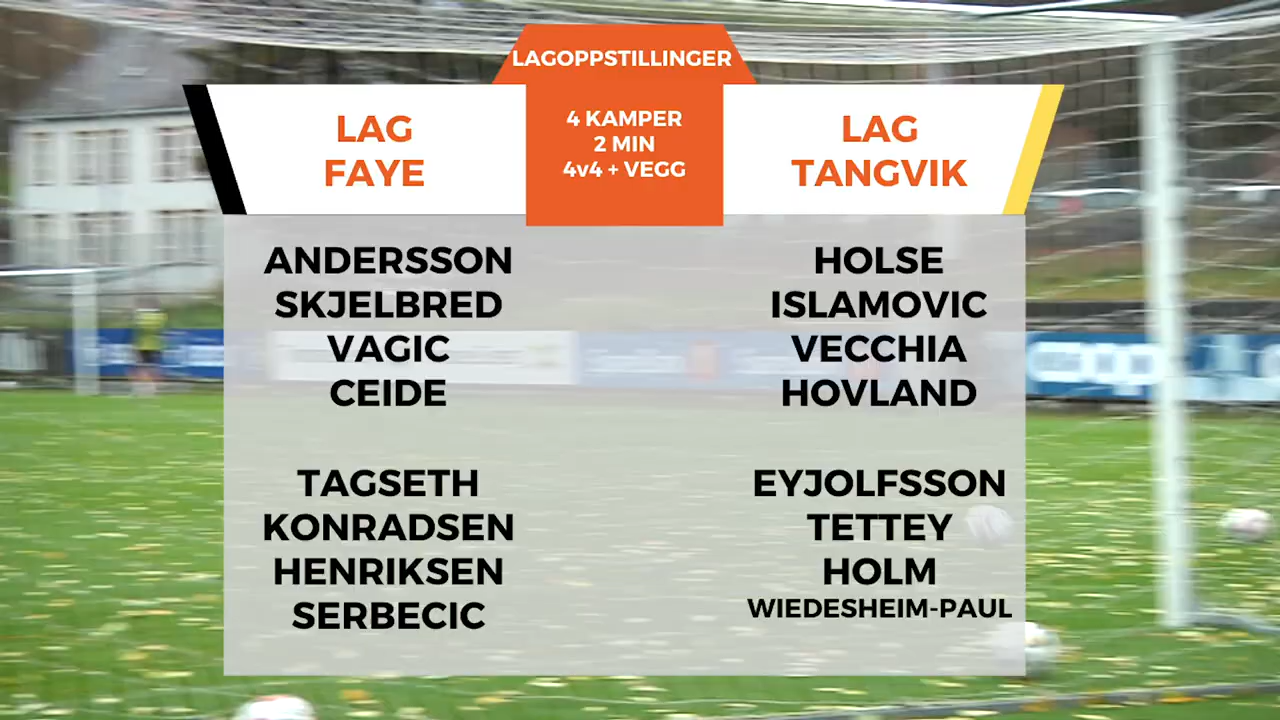 LAGOPPSTILLINGER
LAG
FAYE
4 KAMPER
2 MIN
4v4 + VEGG
LAG
TANGVIK
ANDERSSON
SKJELBRED
VAGIC
CEIDE
TAGSETH
KONRADSEN
HENRIKSEN
SERBECIC
HOLSE
ISLAMOVIC
VECCHIA
HOVLAND
EYJOLFSSON
TETTEY
HOLM
WIEDESHEIM-PAUL
coop